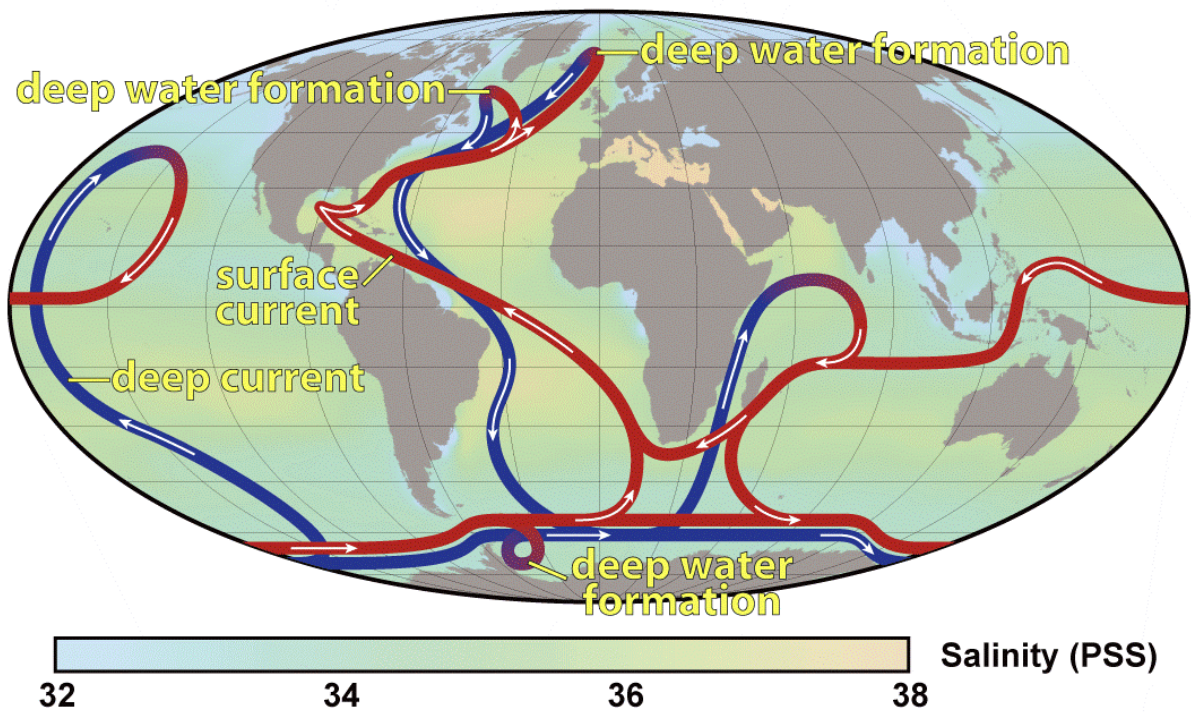 deep water formation
deep water formation
surface
current
deep current
deep water
formation
Salinity (PSS)
32 34 36 38